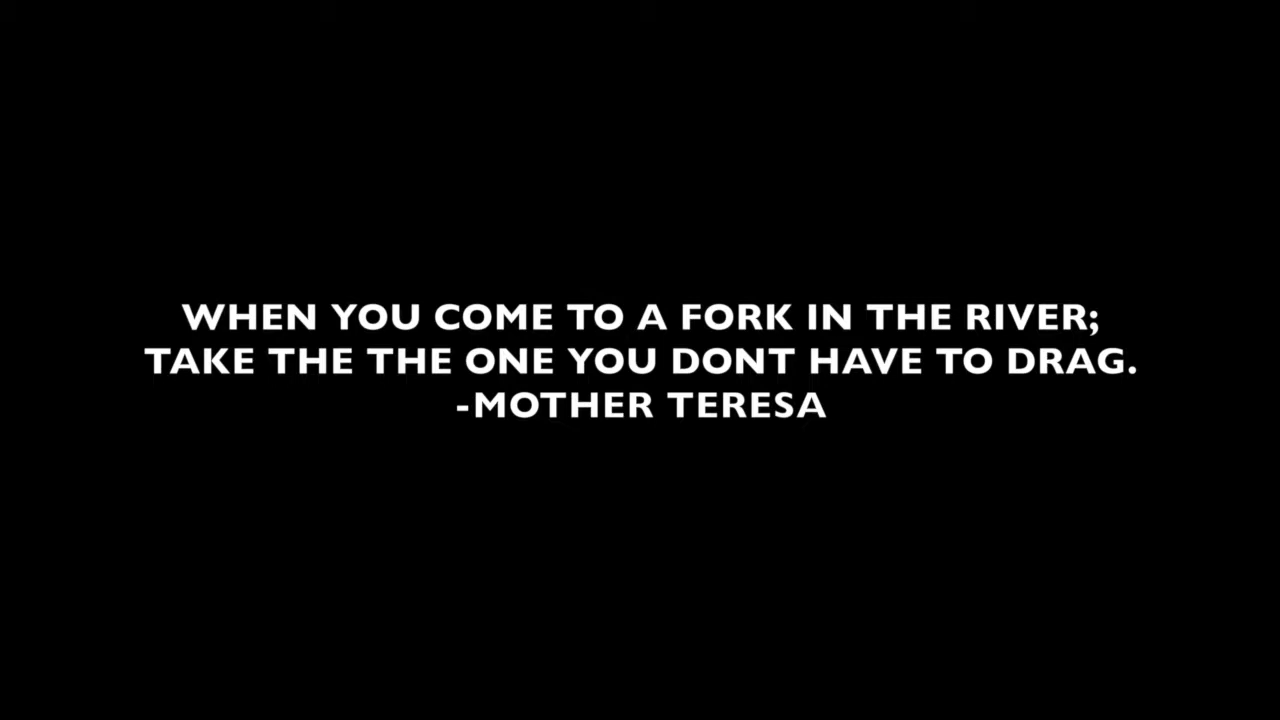 WHEN YOU COME TO A FORK IN THE RIVER;
TAKE THE THE ONE YOU DONT HAVE TO DRAG.
-MOTHER TERESA